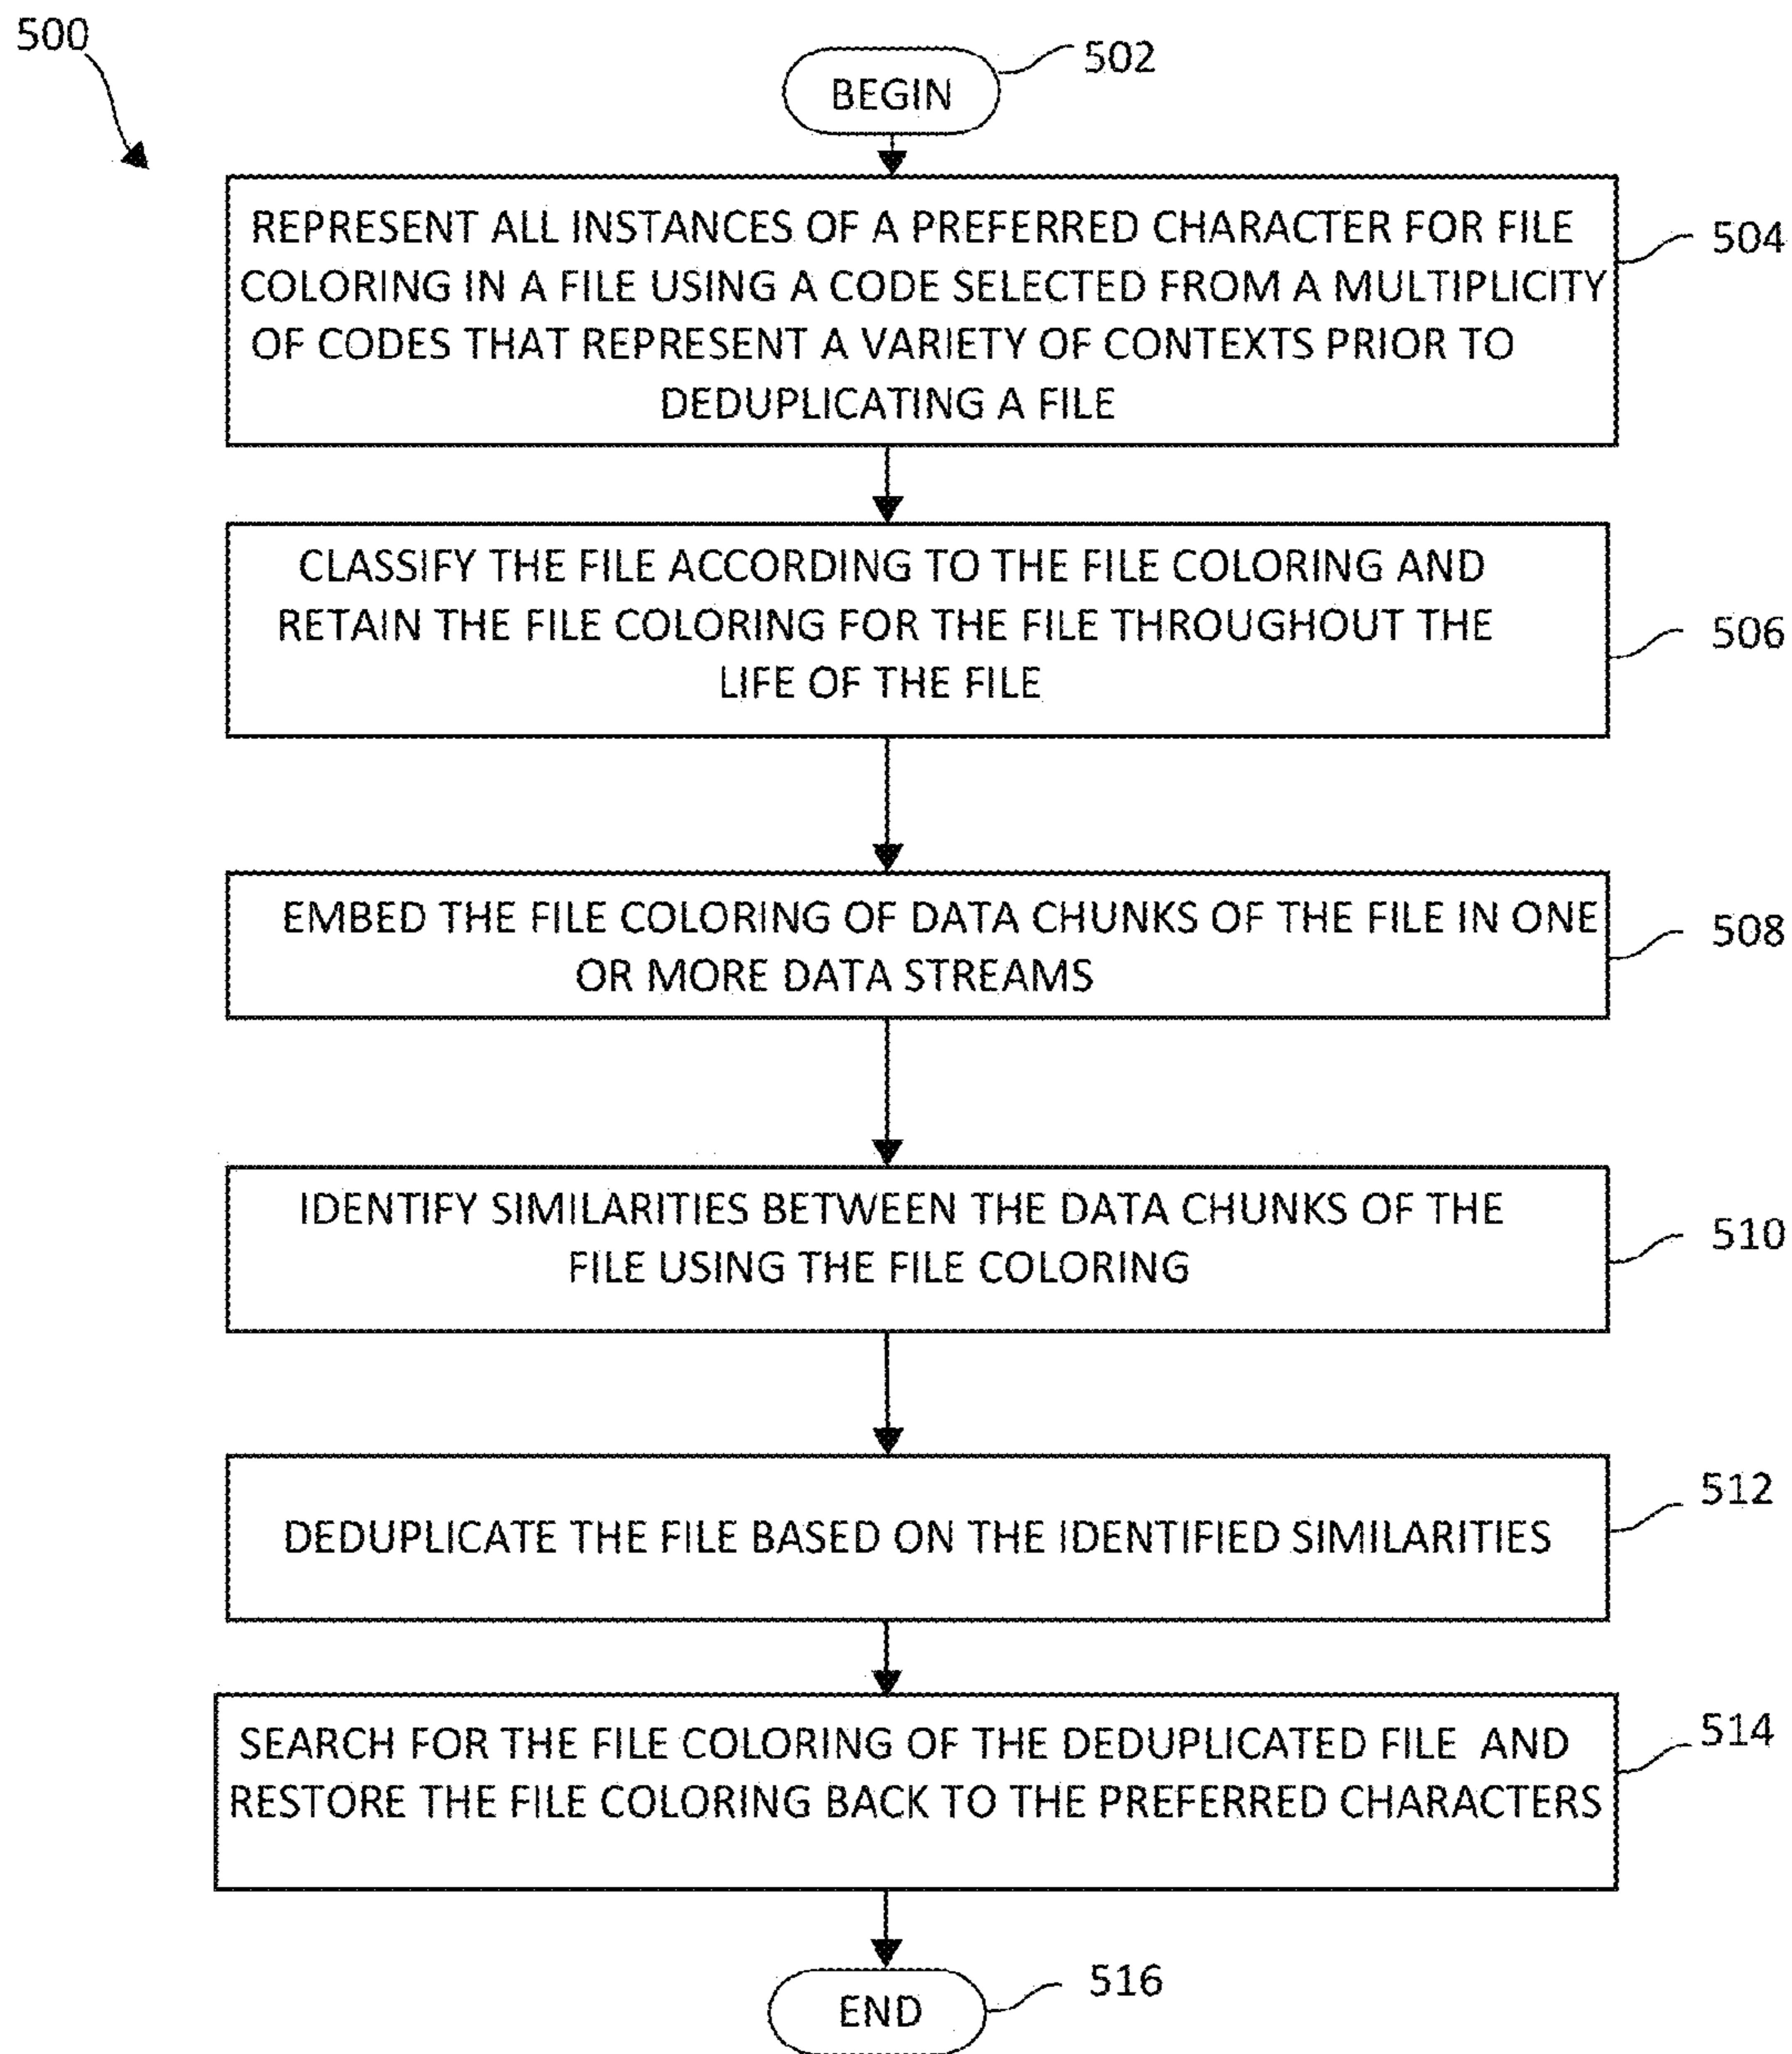 500
502
BEGIN
REPRESENT ALL INSTANCES OF A PREFERRED CHARACTER FOR FILE
COLORING IN A FILE USING A CODE SELECTED FROM A MULTIPLICITY
OF CODES THAT REPRESENT A VARIETY OF CONTEXTS PRIOR TO
DEDUPLICATING A FILE
504
CLASSIFY THE FILE ACCORDING TO THE FILE COLORING AND
RETAIN THE FILE COLORING FOR THE FILE THROUGHOUT THE
LIFE OF THE FILE
506
EMBED THE FILE COLORING OF DATA CHUNKS OF THE FILE IN ONE
OR MORE DATA STREAMS
508
IDENTIFY SIMILARITIES BETWEEN THE DATA CHUNKS OF THE
FILE USING THE FILE COLORING
510
DEDUPLICATE THE FILE BASED ON THE IDENTIFIED SIMILARITIES
512
SEARCH FOR THE FILE COLORING OF THE DEDUPLICATED FILE AND
RESTORE THE FILE COLORING BACK TO THE PREFERRED CHARACTERS
514
END
516